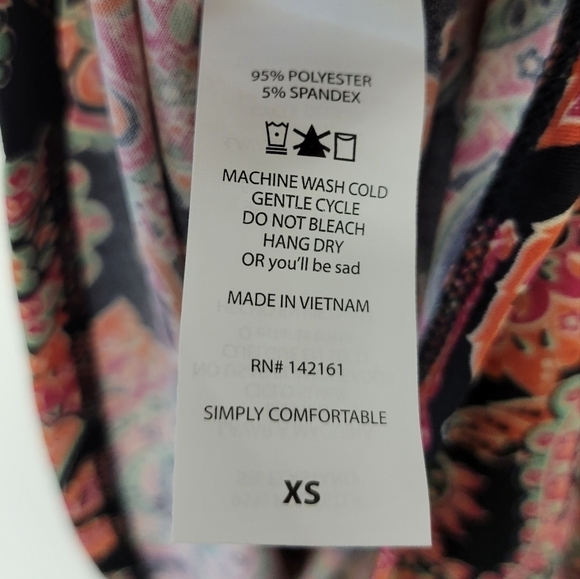 95% POLYESTER
5% SPANDEX
MACHINE WASH COLD
GENTLE CYCLE
DO NOT BLEACH
HANG DRY
OR you'll be sad
MADE IN VIETNAM
RN# 142161
SIMPLY COMFORTABLE
XS